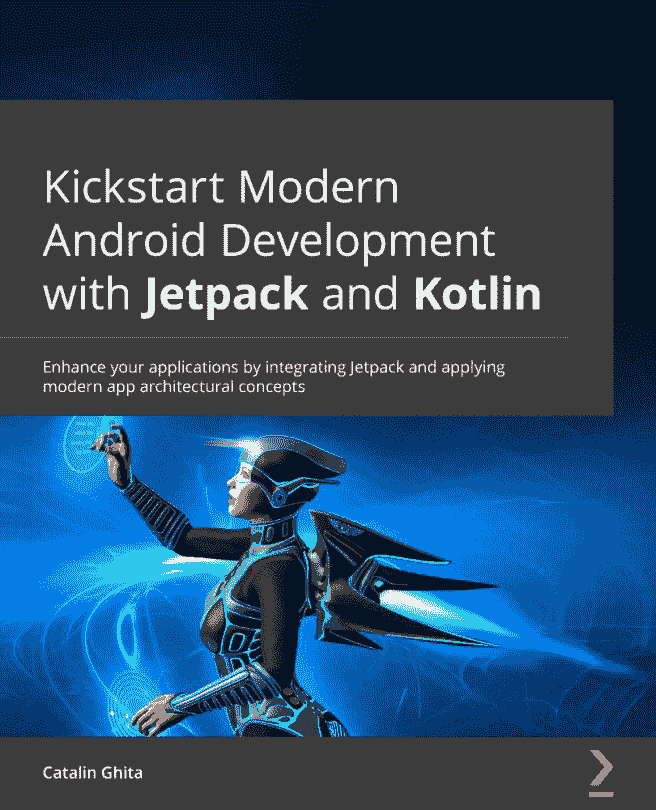 Kickstart Modern
Android Development
with Jetpack and Kotlin
Enhance your applications by integrating Jetpack and applying
modern app architectural concepts
Catalin Ghita